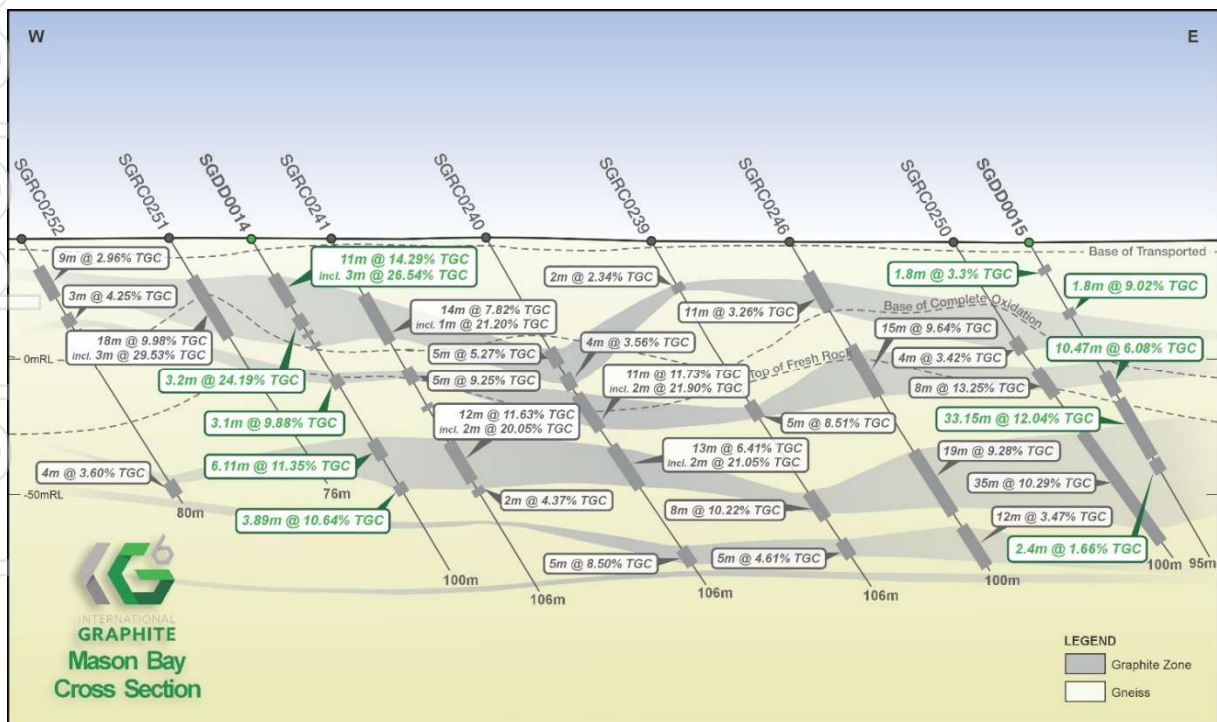 W
E
SGRC0252
SGRC0251
SGDD0014
SGRC0241
SGRC0240
SGRC0239
SGRC0246
SGRC0250
SGDD0015
Base of Transported
9m @ 2.96% TGC
11m @ 14.29% TGC
incl. 3m @ 26.54% TGC
2m @ 2.34% TGC
1.8m @ 3.3% TGC
1.8m @ 9.02% TGC
3m @ 4.25% TGC
14m @ 7.82% TGC
incl. 1m @ 21.20% TGC
11m @ 3.26% TGC
Base of Complete Oxidation
15m @ 9.64% TGC
18m @ 9.98% TGC
incl. 3m @ 29.53% TGC
4m @ 3.56% TGC
0mRL
5m @ 5.27% TGC
Top of Fresh Rock
4m @ 3.42% TGC
10.47m @ 6.08% TGC
3.2m @ 24.19% TGC
5m @ 9.25% TGC
11m @ 11.73% TGC
incl. 2m @ 21.90% TGC
8m @ 13.25% TGC
3.1m @ 9.88% TGC
12m @ 11.63% TGC
incl. 2m @ 20.05% TGC
5m @ 8.51% TGC
33.15m @ 12.04% TGC
6.11m @ 11.35% TGC
13m @ 6.41% TGC
incl. 2m @ 21.05% TGC
19m @ 9.28% TGC
4m @ 3.60% TGC
35m @ 10.29% TGC
-50mRL
76m
2m @ 4.37% TGC
80m
8m @ 10.22% TGC
12m @ 3.47% TGC
3.89m @ 10.64% TGC
2.4m @ 1.66% TGC
5m @ 8.50% TGC
5m @ 4.61% TGC
100m
106m
106m
106m
100m
100m
95m
INTERNATIONAL
GRAPHITE
Mason Bay
Cross Section
LEGEND
Graphite Zone
Gneiss